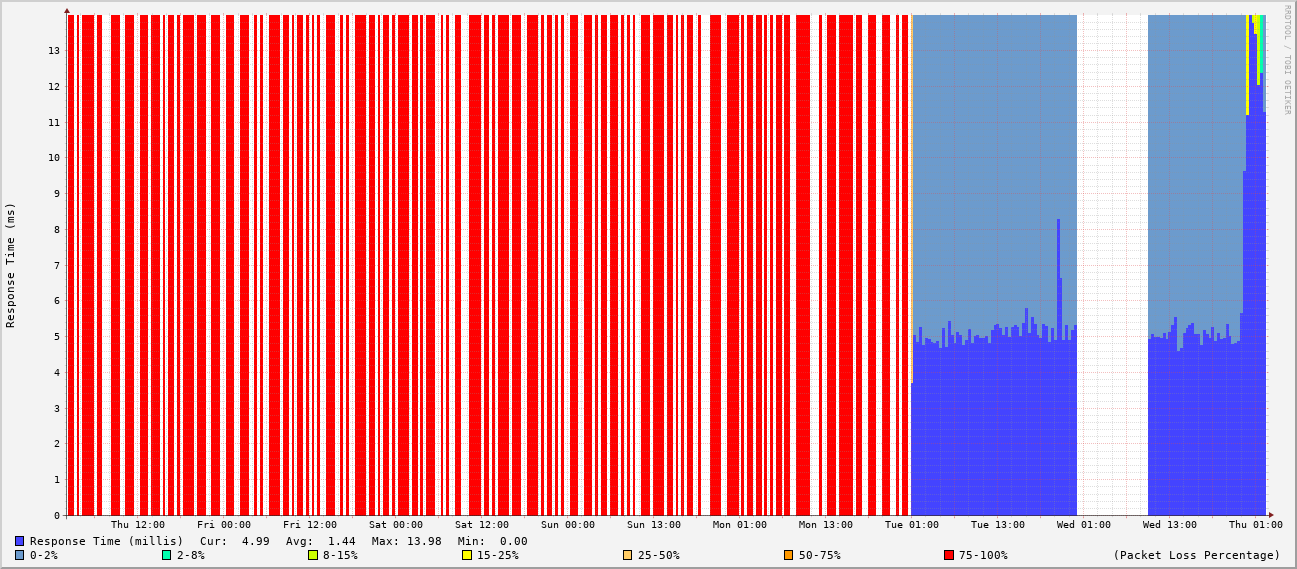 RRDTOOL / TOBI OETIKER
Response Time (ms)
13
12
11
10
9
8
7
6
5
4
3
2
1
0
Thu 12:00 Fri 00:00 Fri 12:00 Sat 00:00 Sat 12:00 Sun 00:00 Sun 13:00 Mon 01:00 Mon 13:00 Tue 01:00 Tue 13:00 Wed 01:00 Wed 13:00 Thu 01:00
Response Time (millis) Cur: 4.99 Avg: 1.44 Max: 13.98 Min: 0.00
0-2% 2-8% 8-15% 15-25% 25-50% 50-75% 75-100% (Packet Loss Percentage)